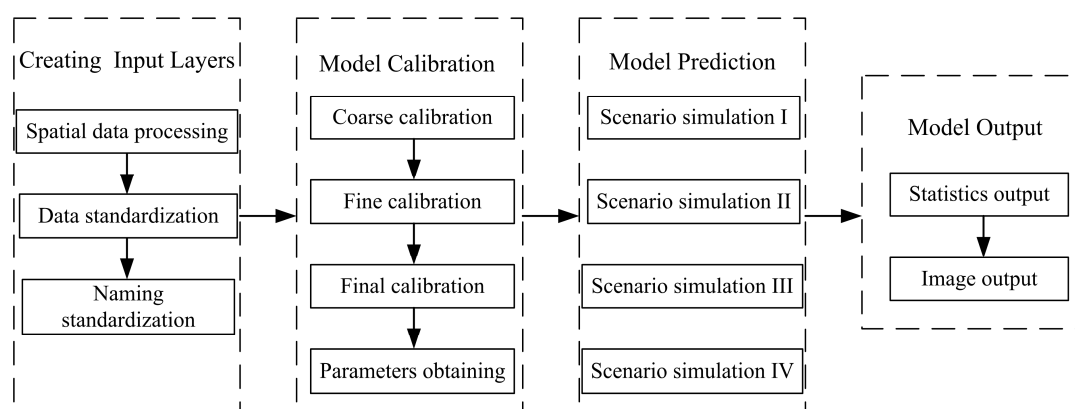 Creating Input Layers
Spatial data processing
Data standardization
Naming
standardization
Model Calibration
Coarse calibration
Fine calibration
Final calibration
Parameters obtaining
Model Prediction
Scenario simulation I
Scenario simulation II
Scenario simulation III
Scenario simulation IV
Model Output
Statistics output
Image output